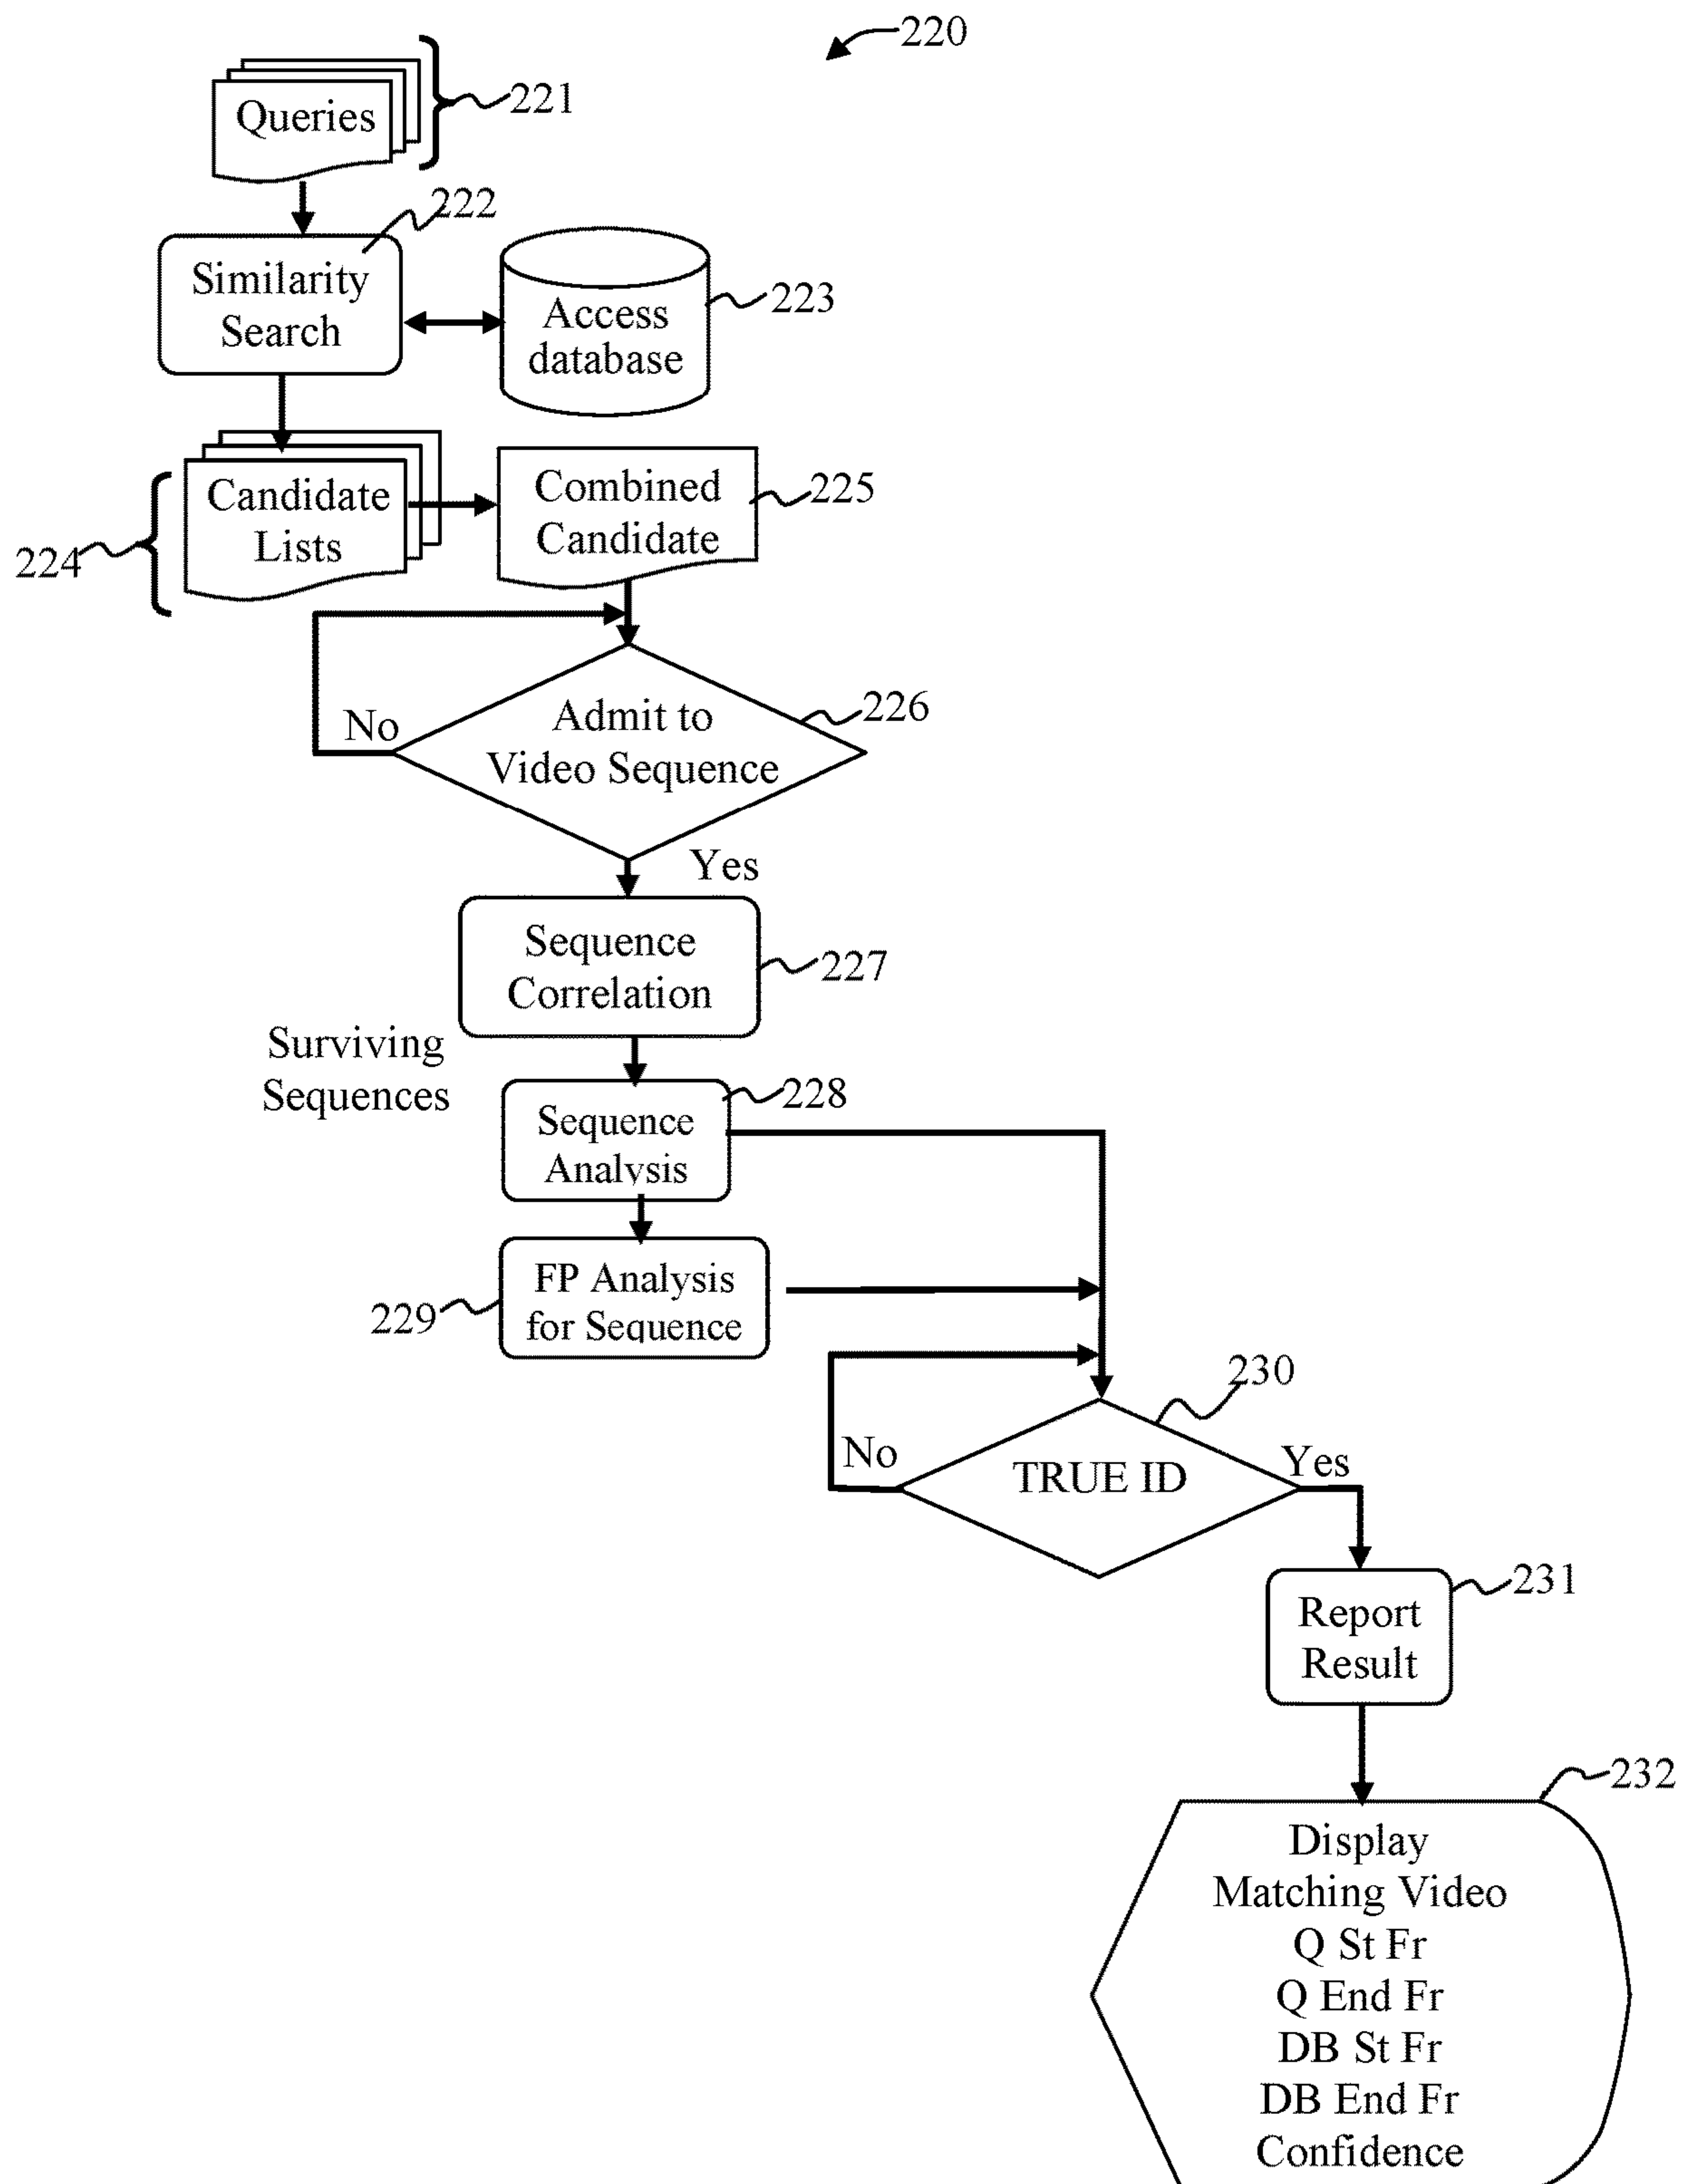 220
Queries
221
222
Similarity
Search
Access
database
223
Candidate
Lists
224
Combined
Candidate
225
Admit to
Video Sequence
226
No
Yes
Sequence
Correlation
227
Surviving
Sequences
Sequence
Analysis
228
FP Analysis
for Sequence
229
230
No
TRUE ID
Yes
Report
Result
231
232
Display
Matching Video
Q St Fr
Q End Fr
DB St Fr
DB End Fr
Confidence